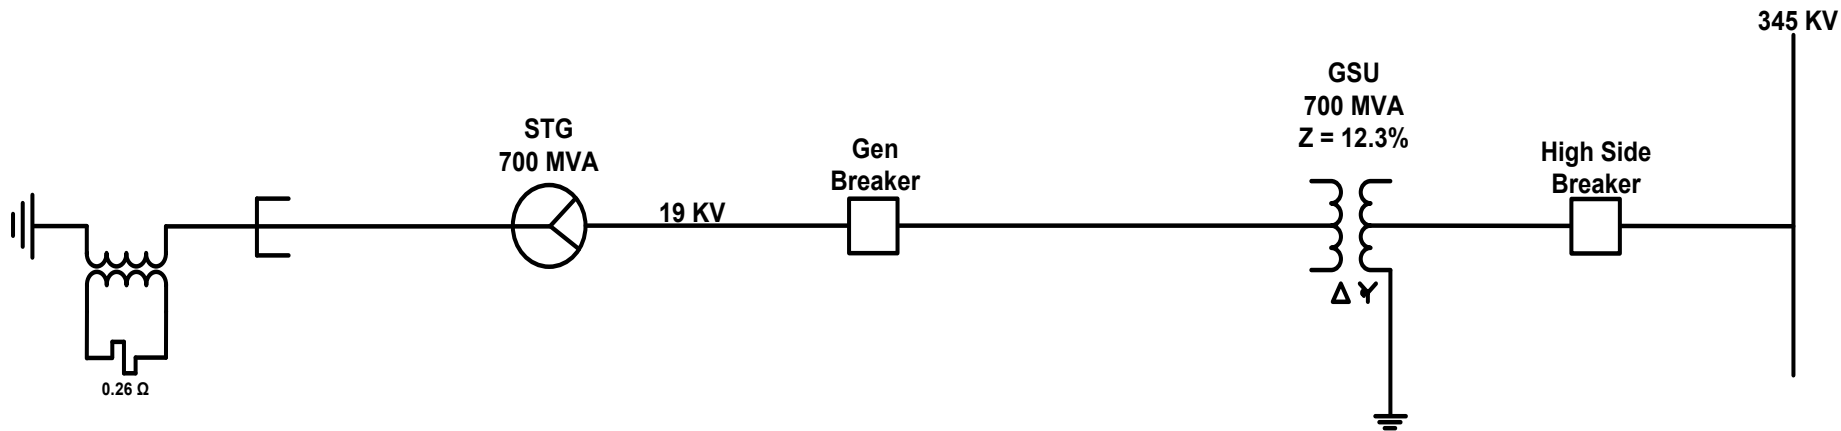 345 KV
GSU
700 MVA
Z = 12.3%
STG
700 MVA
Gen
Breaker
High Side
Breaker
19 KV
Δ Y
0.26 Ω